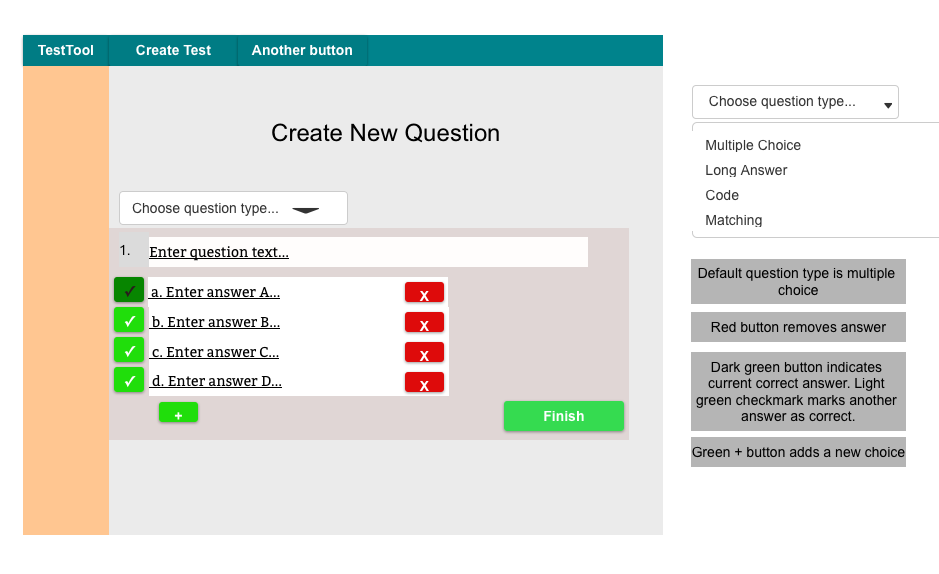 TestTool Create Test Another button
Create New Question
Choose question type...
1. Enter question text...
✓ a. Enter answer A... X
✓ b. Enter answer B... X
✓ c. Enter answer C... X
✓ d. Enter answer D... X
+ Finish
Choose question type...
Multiple Choice
Long Answer
Code
Matching
Default question type is multiple
choice
Red button removes answer
Dark green button indicates
current correct answer. Light
green checkmark marks another
answer as correct.
Green + button adds a new choice